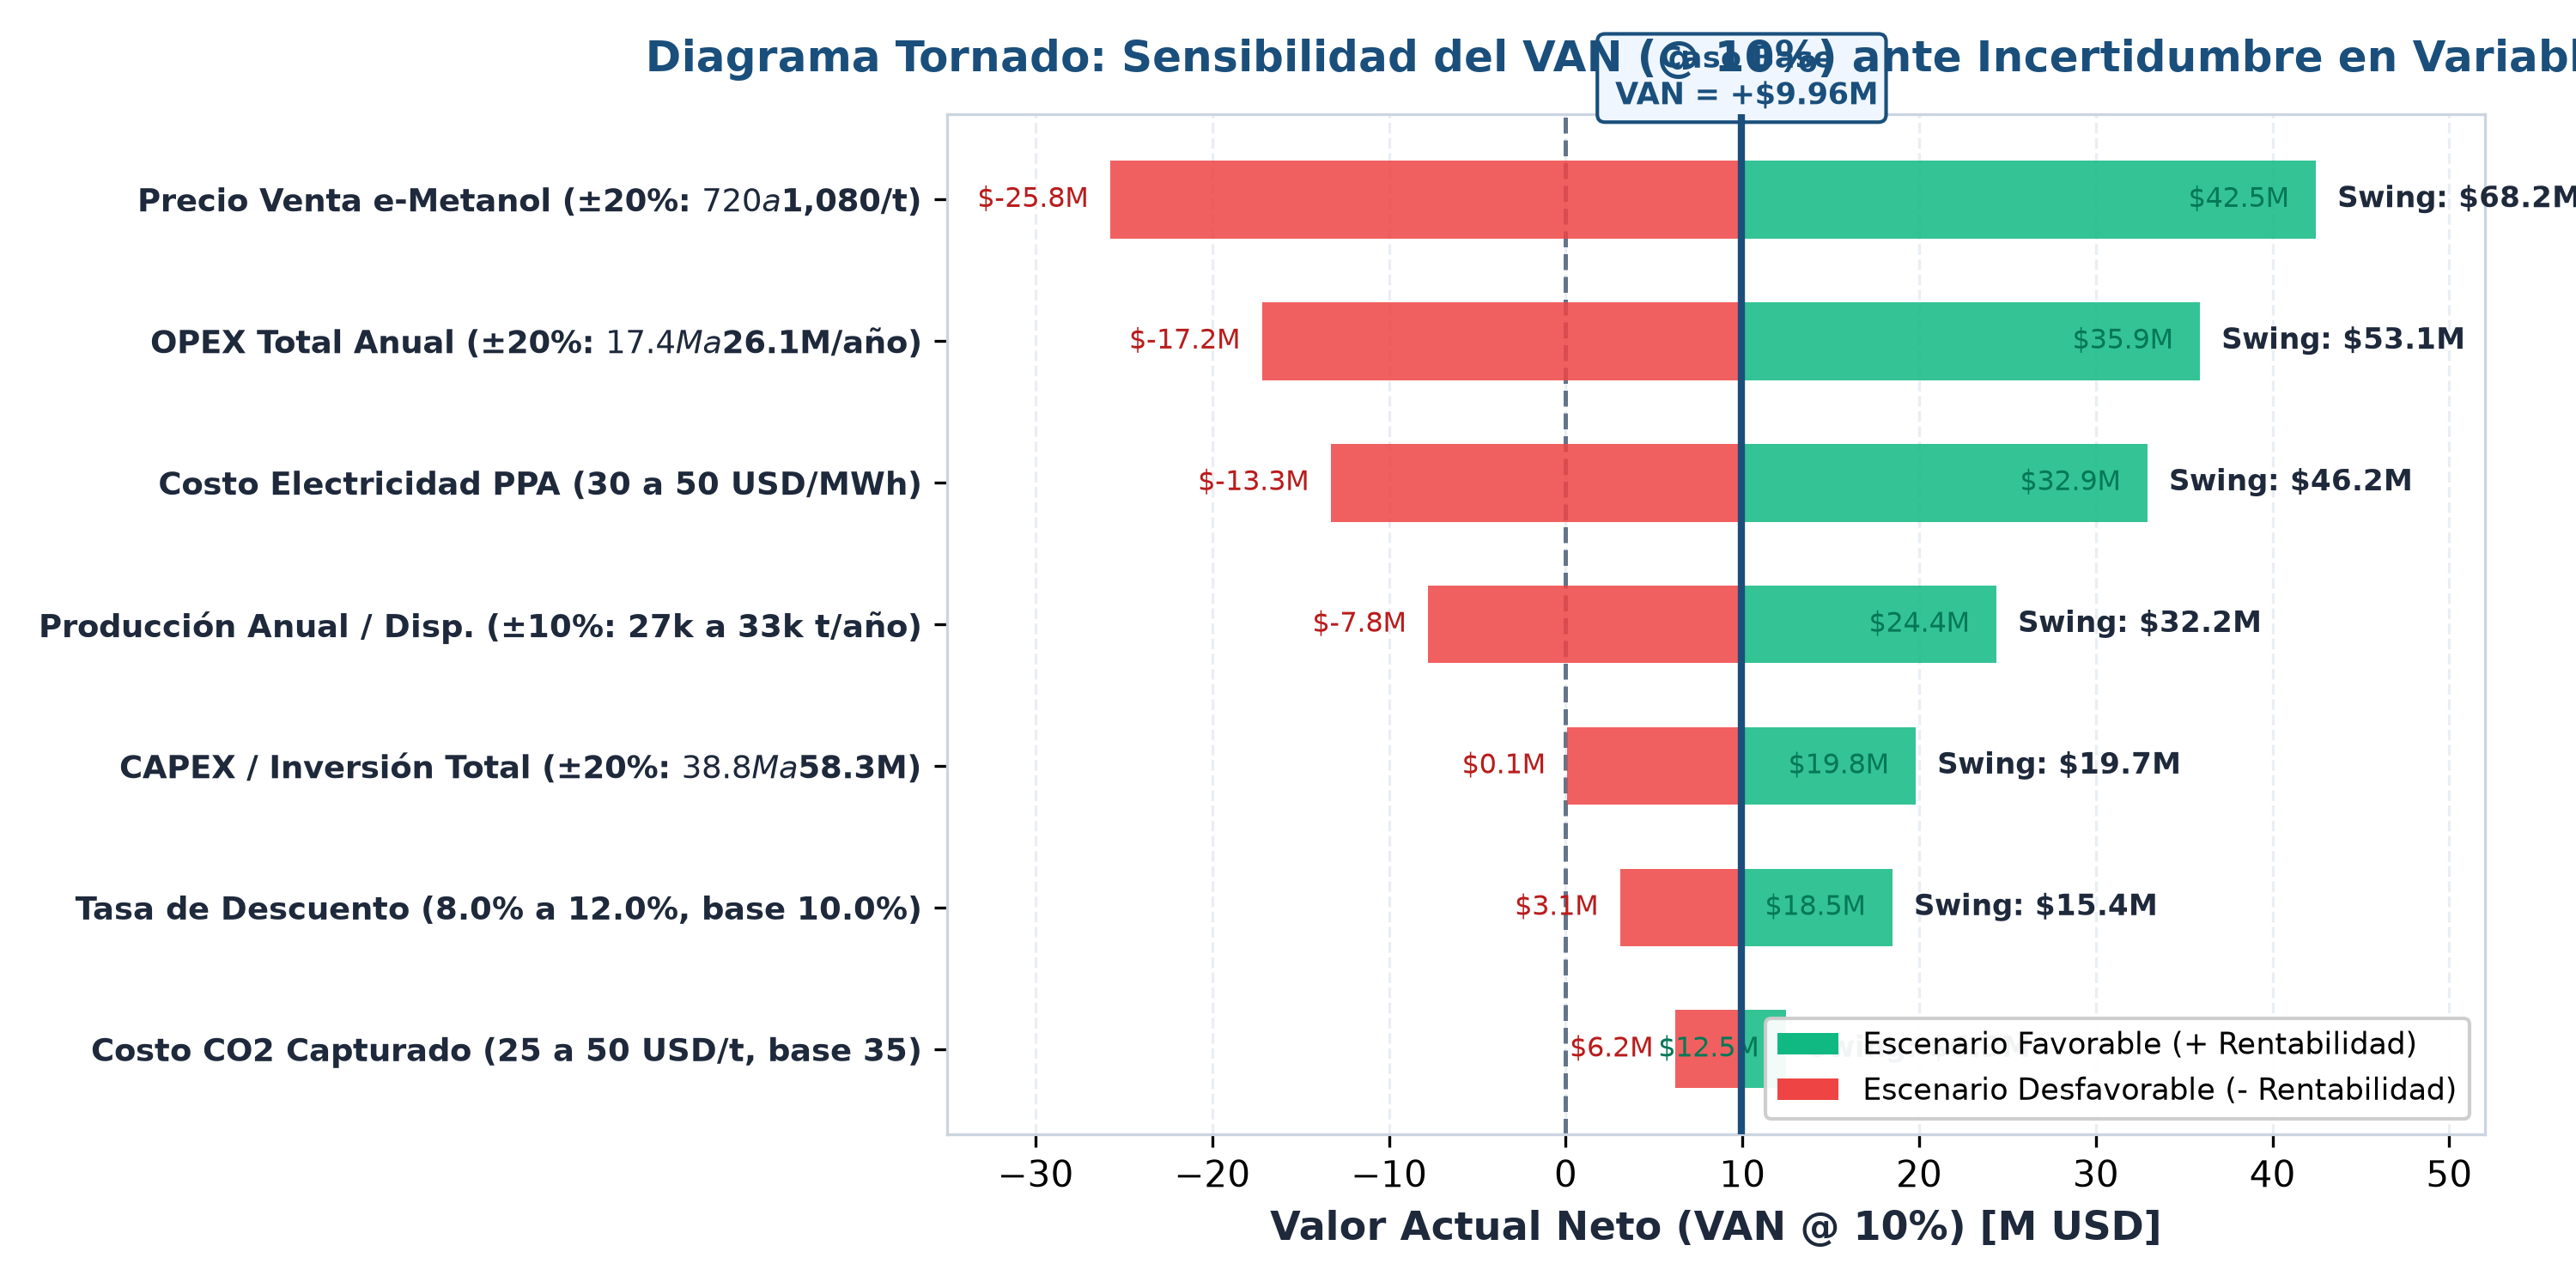 Diagrama Tornado: Sensibilidad del VAN (@ 10%) ante Incertidumbre en Variabl
Caso Base
VAN = +$9.96M
Precio Venta e-Metanol (±20%: 720a1,080/t)
$-25.8M
$42.5M
Swing: $68.2M
OPEX Total Anual (±20%: 17.4Ma26.1M/año)
$-17.2M
$35.9M
Swing: $53.1M
Costo Electricidad PPA (30 a 50 USD/MWh)
$-13.3M
$32.9M
Swing: $46.2M
Producción Anual / Disp. (±10%: 27k a 33k t/año)
$-7.8M
$24.4M
Swing: $32.2M
CAPEX / Inversión Total (±20%: 38.8Ma58.3M)
$0.1M
$19.8M
Swing: $19.7M
Tasa de Descuento (8.0% a 12.0%, base 10.0%)
$3.1M
$18.5M
Swing: $15.4M
Costo CO2 Capturado (25 a 50 USD/t, base 35)
$6.2M
$12.5M
Escenario Favorable (+ Rentabilidad)
Escenario Desfavorable (- Rentabilidad)
−30 −20 −10 0 10 20 30 40 50
Valor Actual Neto (VAN @ 10%) [M USD]